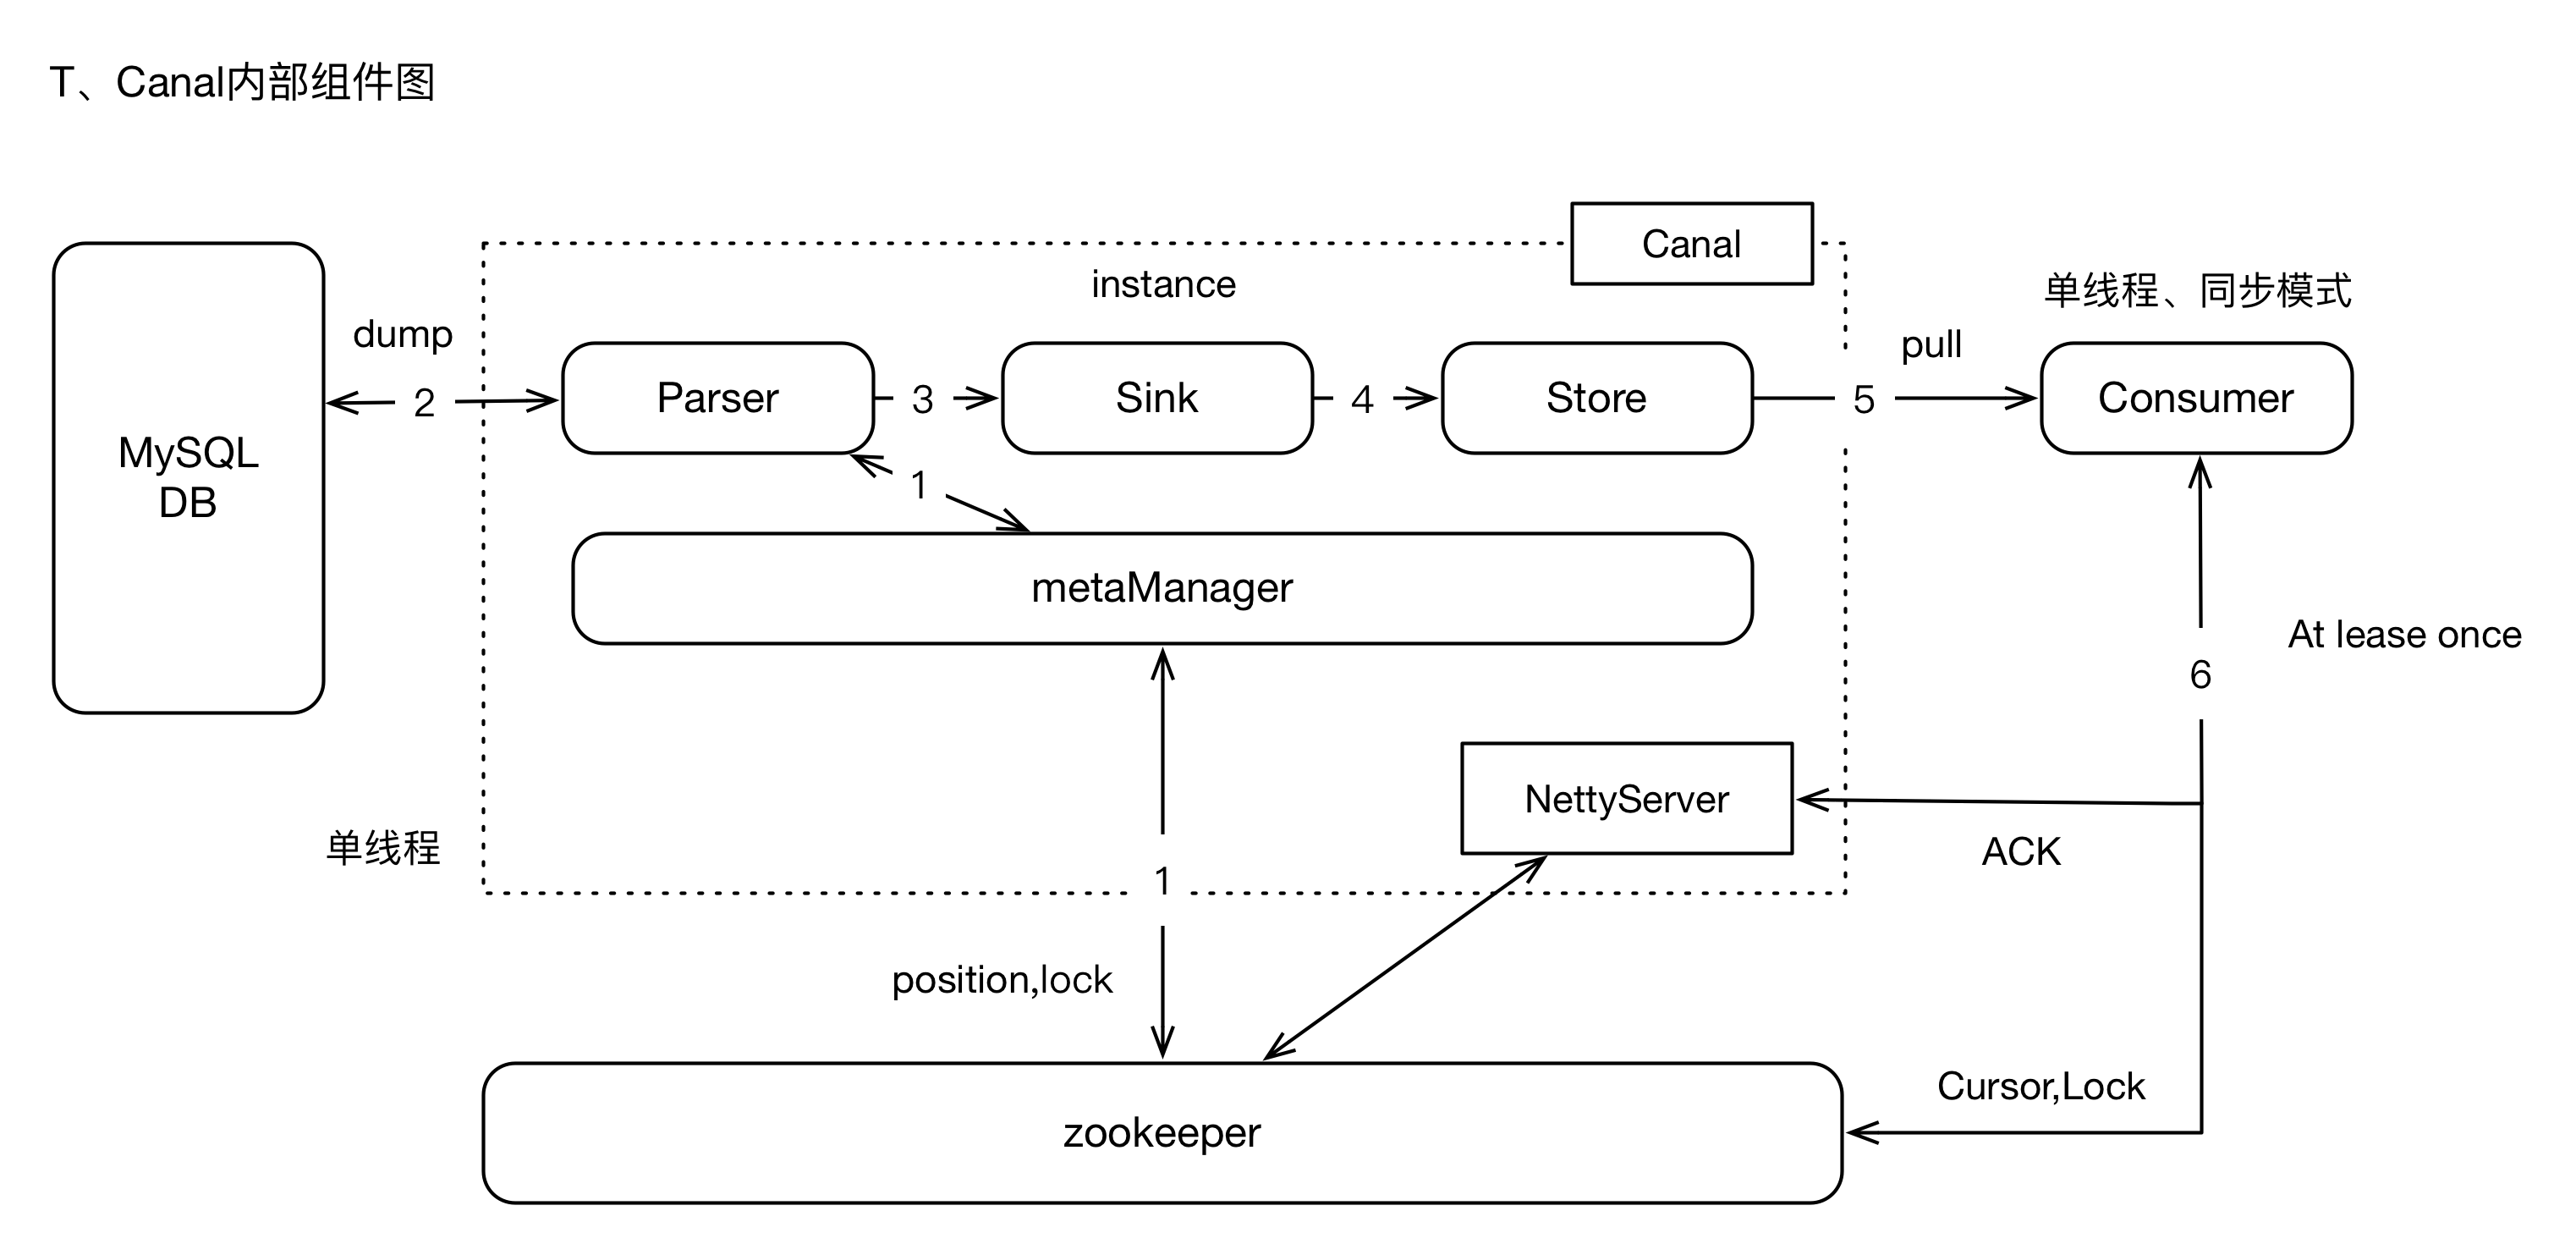 T、Canal内部组件图
Canal
instance
单线程、同步模式
dump
pull
2
Parser
3
Sink
4
Store
5
Consumer
MySQL
DB
1
metaManager
At lease once
6
NettyServer
单线程
ACK
1
position,lock
Cursor,Lock
zookeeper